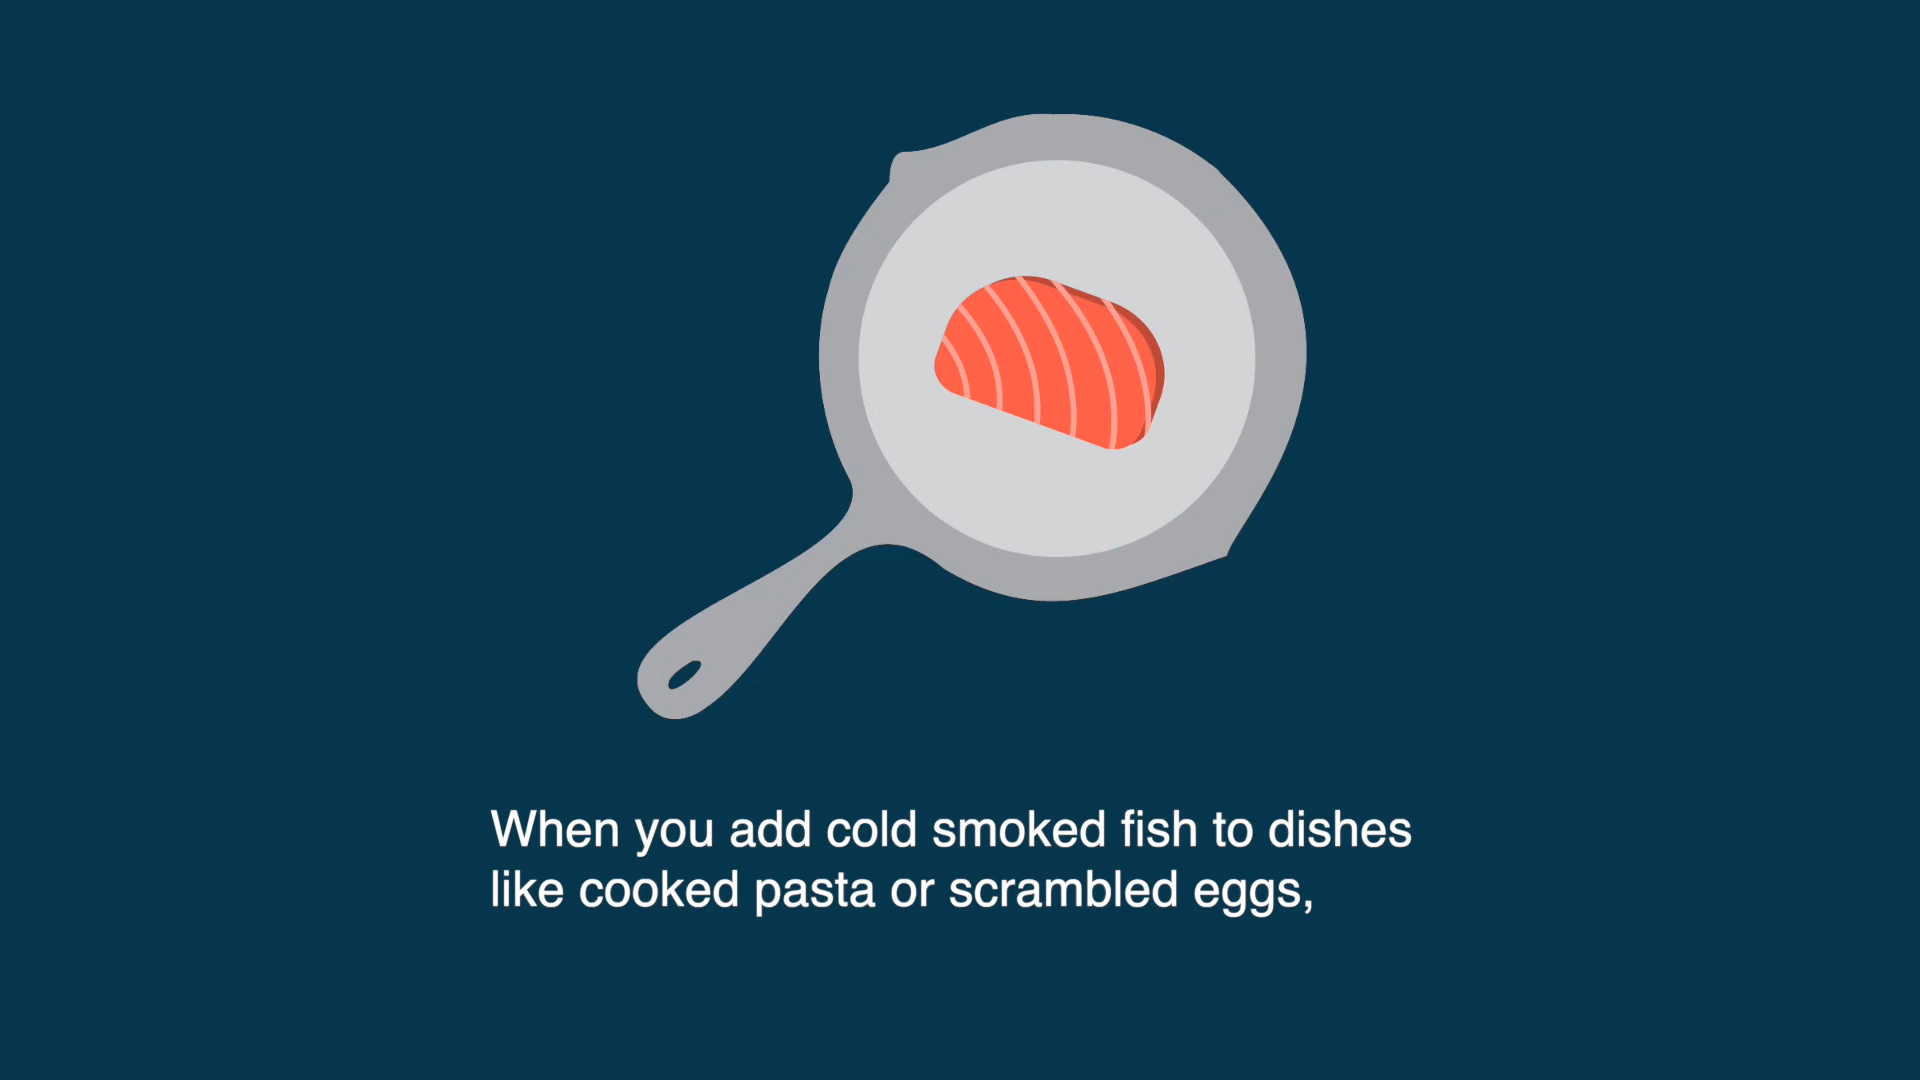 When you add cold smoked fish to dishes
like cooked pasta or scrambled eggs,